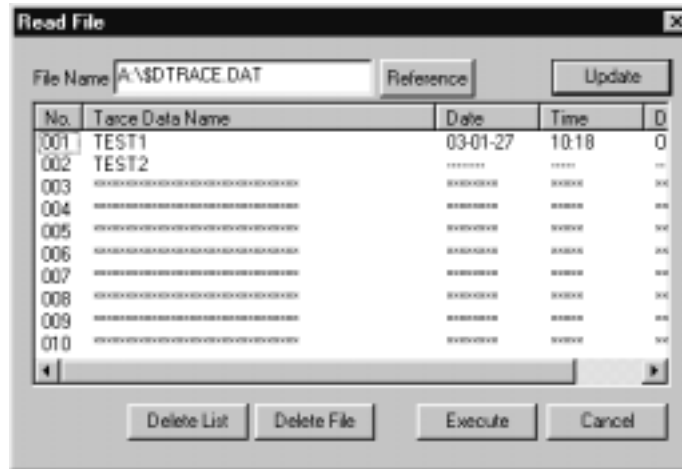 Read File
File Name A:\$DTRACE.DAT Reference Update
No. Tarce Data Name Date Time D
001 TEST1 03-01-27 10:18 O
002 TEST2 -------- ----- --
003
004
005
006
007
008
009
010
Delete List Delete File Execute Cancel